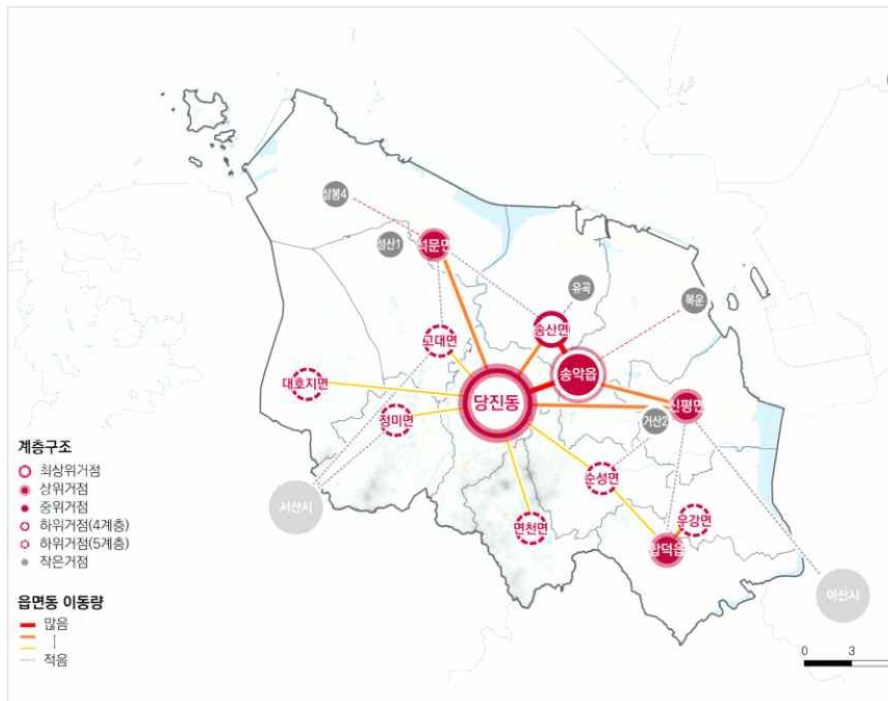 삼봉4
성산1
석문면
유곡
복운
송산면
고대면
송악읍
대호지면
당진동
신평면
정미면
거산2
순성면
서산시
면천면
우강면
합덕읍
아산시
계층구조
최상위거점
상위거점
중위거점
하위거점(4계층)
하위거점(5계층)
작은거점
읍면동 이동량
많음
적음
0 3